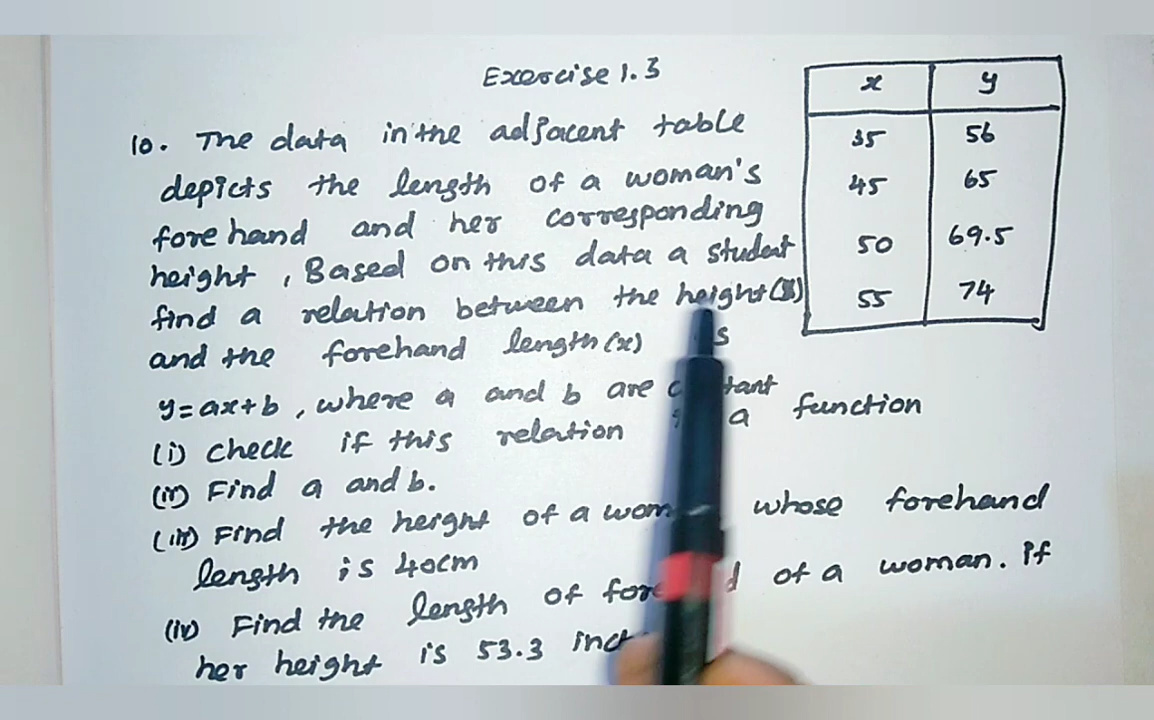 Exercise 1.3
x y
35 56
45 65
50 69.5
55 74
10. The data in the adjacent table
depicts the length of a woman's
fore hand and her corresponding
height, Based on this data a student
find a relation between the height
and the forehand length (x)
y=ax+b, where a and b are
(i) check if this relation a function
(ii) Find a and b.
(iii) Find the height of a whose forehand
length is 40cm
(iv) Find the length of of a woman. If
her height is 53.3